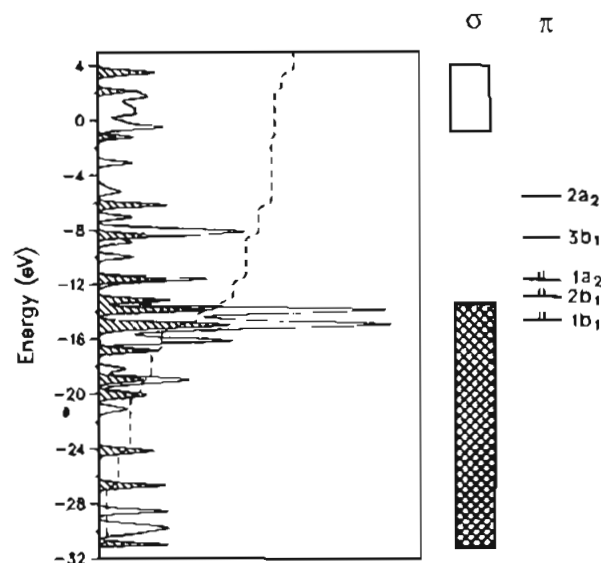 σ π
4
0
-4
-8
-12
-16
-20
-24
-28
-32
Energy (eV)
2a₂
3b₁
1a₂
2b₁
1b₁